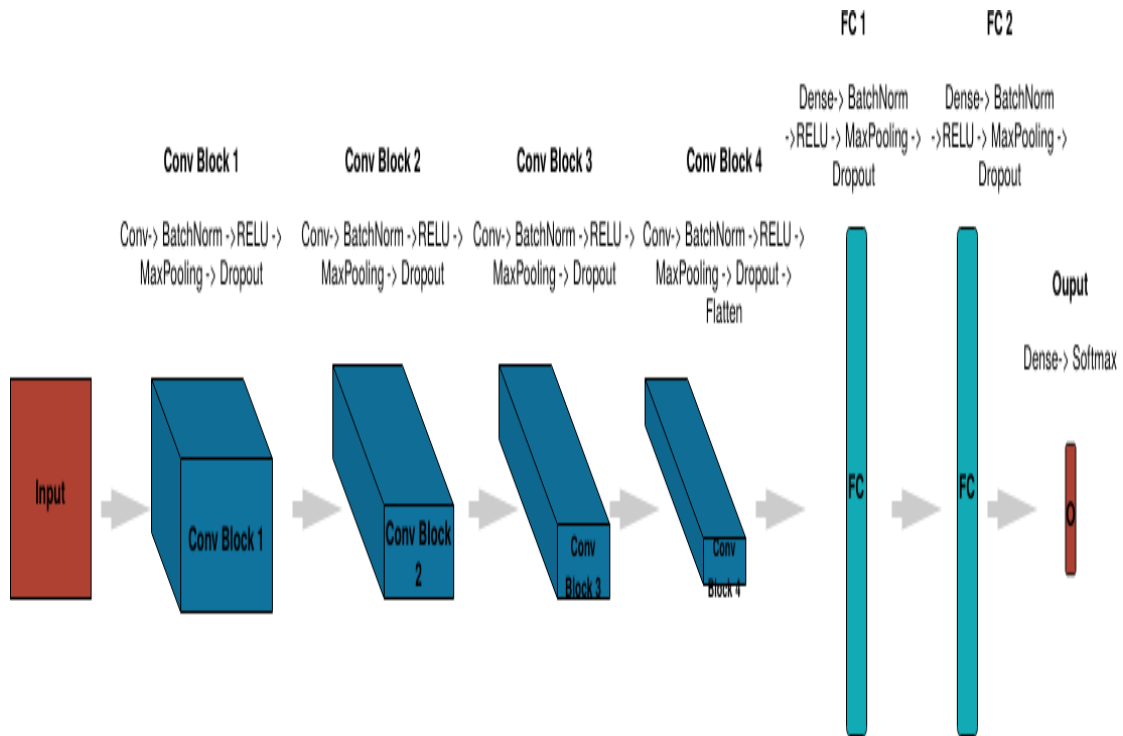 FC 1
Dense-> BatchNorm
->RELU -> MaxPooling ->
Dropout
FC 2
Dense-> BatchNorm
->RELU -> MaxPooling ->
Dropout
Conv Block 1
Conv-> BatchNorm ->RELU ->
MaxPooling -> Dropout
Conv Block 2
Conv-> BatchNorm ->RELU ->
MaxPooling -> Dropout
Conv Block 3
Conv-> BatchNorm ->RELU ->
MaxPooling -> Dropout
Conv Block 4
Conv-> BatchNorm ->RELU ->
MaxPooling -> Dropout ->
Flatten
Ouput
Dense-> Softmax
Input
Conv Block 1
Conv Block
2
Conv
Block 3
Conv
Block 4
FC
FC
O